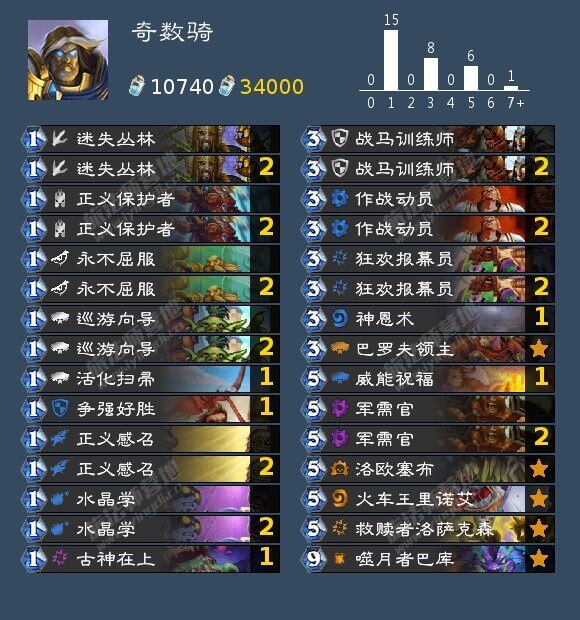 奇数骑
10740 34000
15
0 8 6
0 0 0 1
0 1 2 3 4 5 6 7+
1 迷失丛林
1 迷失丛林 2
1 正义保护者
1 正义保护者 2
1 永不屈服
1 永不屈服 2
1 巡游向导
1 巡游向导 2
1 活化扫帚 1
1 争强好胜 1
1 正义感召
1 正义感召 2
1 水晶学
1 水晶学 2
1 古神在上 1
3 战马训练师
3 战马训练师 2
3 作战动员
3 作战动员 2
3 狂欢报幕员
3 狂欢报幕员 2
3 神恩术 1
3 巴罗夫领主
5 威能祝福 1
5 军需官
5 军需官 2
5 洛欧塞布
5 火车王里诺艾
5 救赎者洛萨克森
9 噬月者巴库